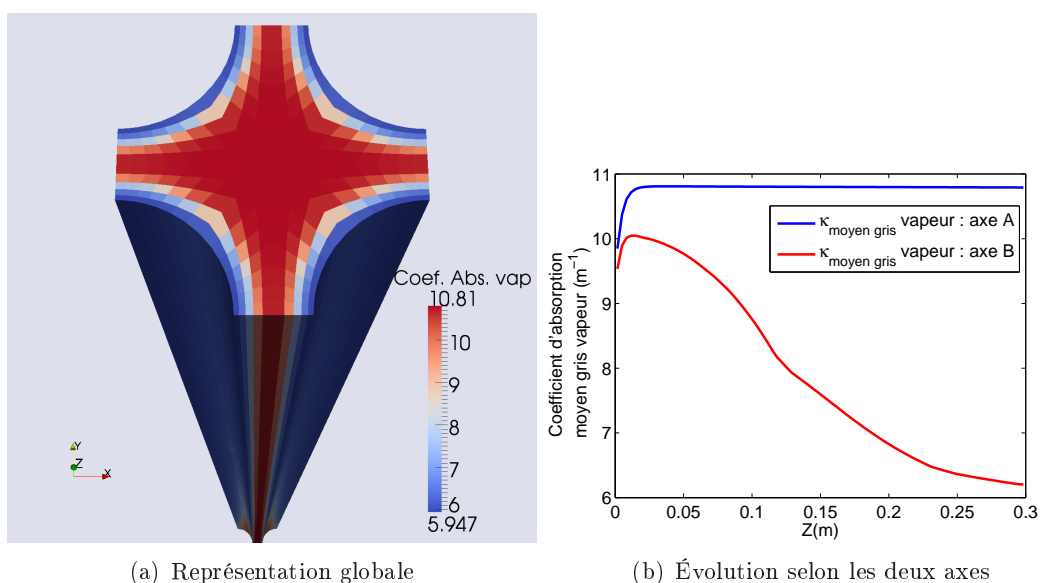 Coef. Abs. vap
10.81
10
9
8
7
6
5.947
Y
Z
X
(a) Représentation globale
Coefficient d'absorption
moyen gris vapeur (m⁻¹)
11
10
9
8
7
6
κmoyen gris vapeur : axe A
κmoyen gris vapeur : axe B
0 0.05 0.1 0.15 0.2 0.25 0.3
Z(m)
(b) Évolution selon les deux axes